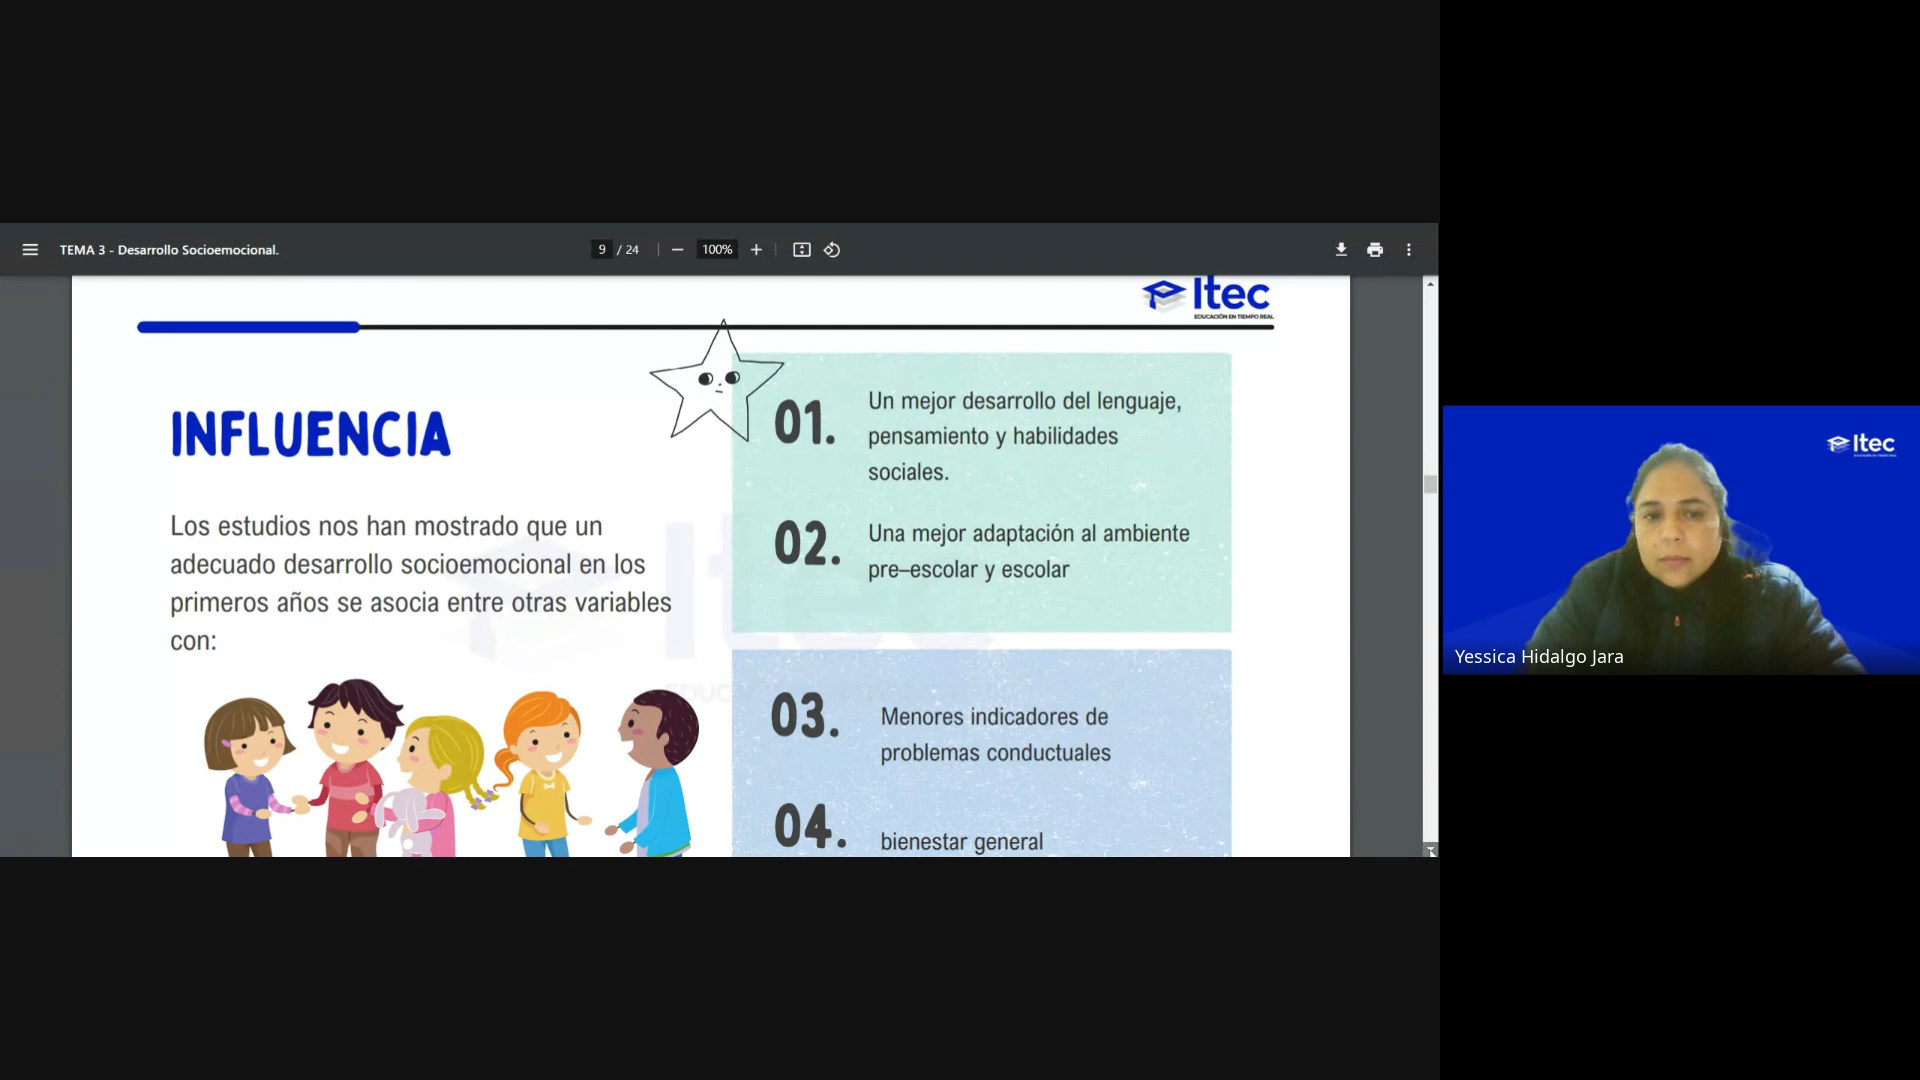 TEMA 3 - Desarrollo Socioemocional.
9 / 24
100%
Itec
EDUCACIÓN EN TIEMPO REAL
INFLUENCIA
Los estudios nos han mostrado que un
adecuado desarrollo socioemocional en los
primeros años se asocia entre otras variables
con:
01.
Un mejor desarrollo del lenguaje,
pensamiento y habilidades
sociales.
02.
Una mejor adaptación al ambiente
pre–escolar y escolar
03.
Menores indicadores de
problemas conductuales
04.
bienestar general
Itec
Yessica Hidalgo Jara